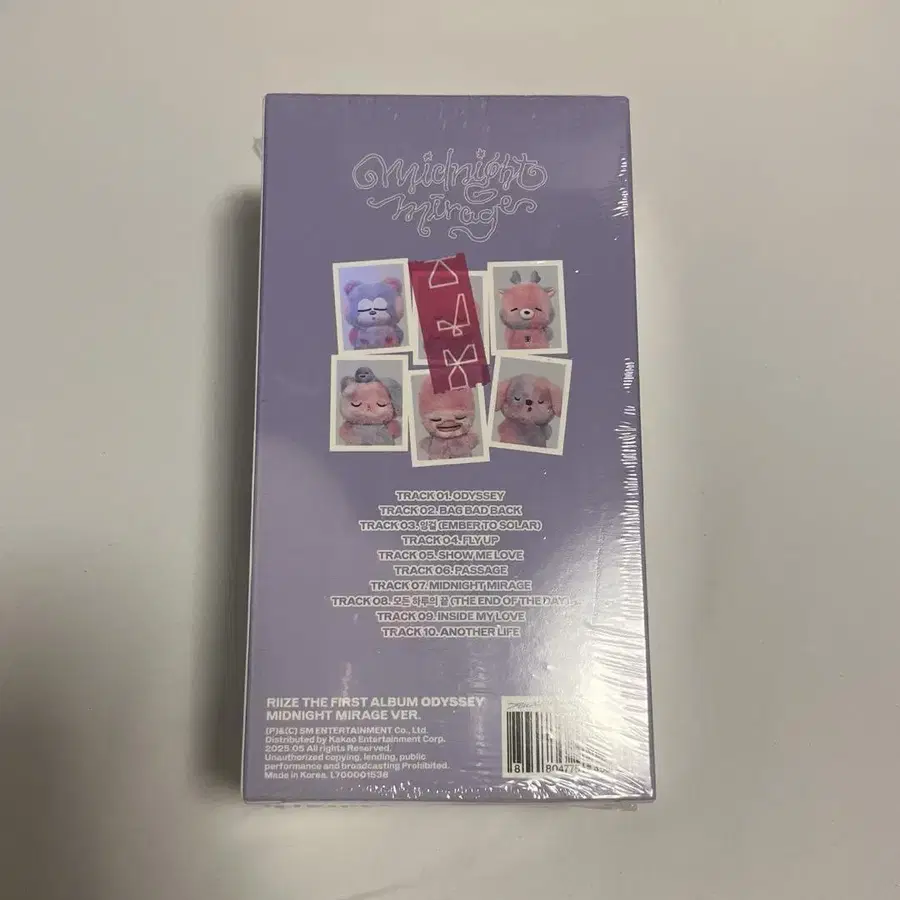 midnight
mirage
TRACK 01. ODYSSEY
TRACK 02. BAG BAD BACK
TRACK 03. 잉걸 (EMBER TO SOLAR)
TRACK 04. FLY UP
TRACK 05. SHOW ME LOVE
TRACK 06. PASSAGE
TRACK 07. MIDNIGHT MIRAGE
TRACK 08. 모든 하루의 끝 (THE END OF THE DAY)
TRACK 09. INSIDE MY LOVE
TRACK 10. ANOTHER LIFE
RIIZE THE FIRST ALBUM ODYSSEY
MIDNIGHT MIRAGE VER.
(P)&(C) SM ENTERTAINMENT Co., Ltd.
Distributed by Kakao Entertainment Corp.
2025.05 All rights Reserved.
Unauthorized copying, lending, public
performance and broadcasting Prohibited.
Made in Korea. L700001538